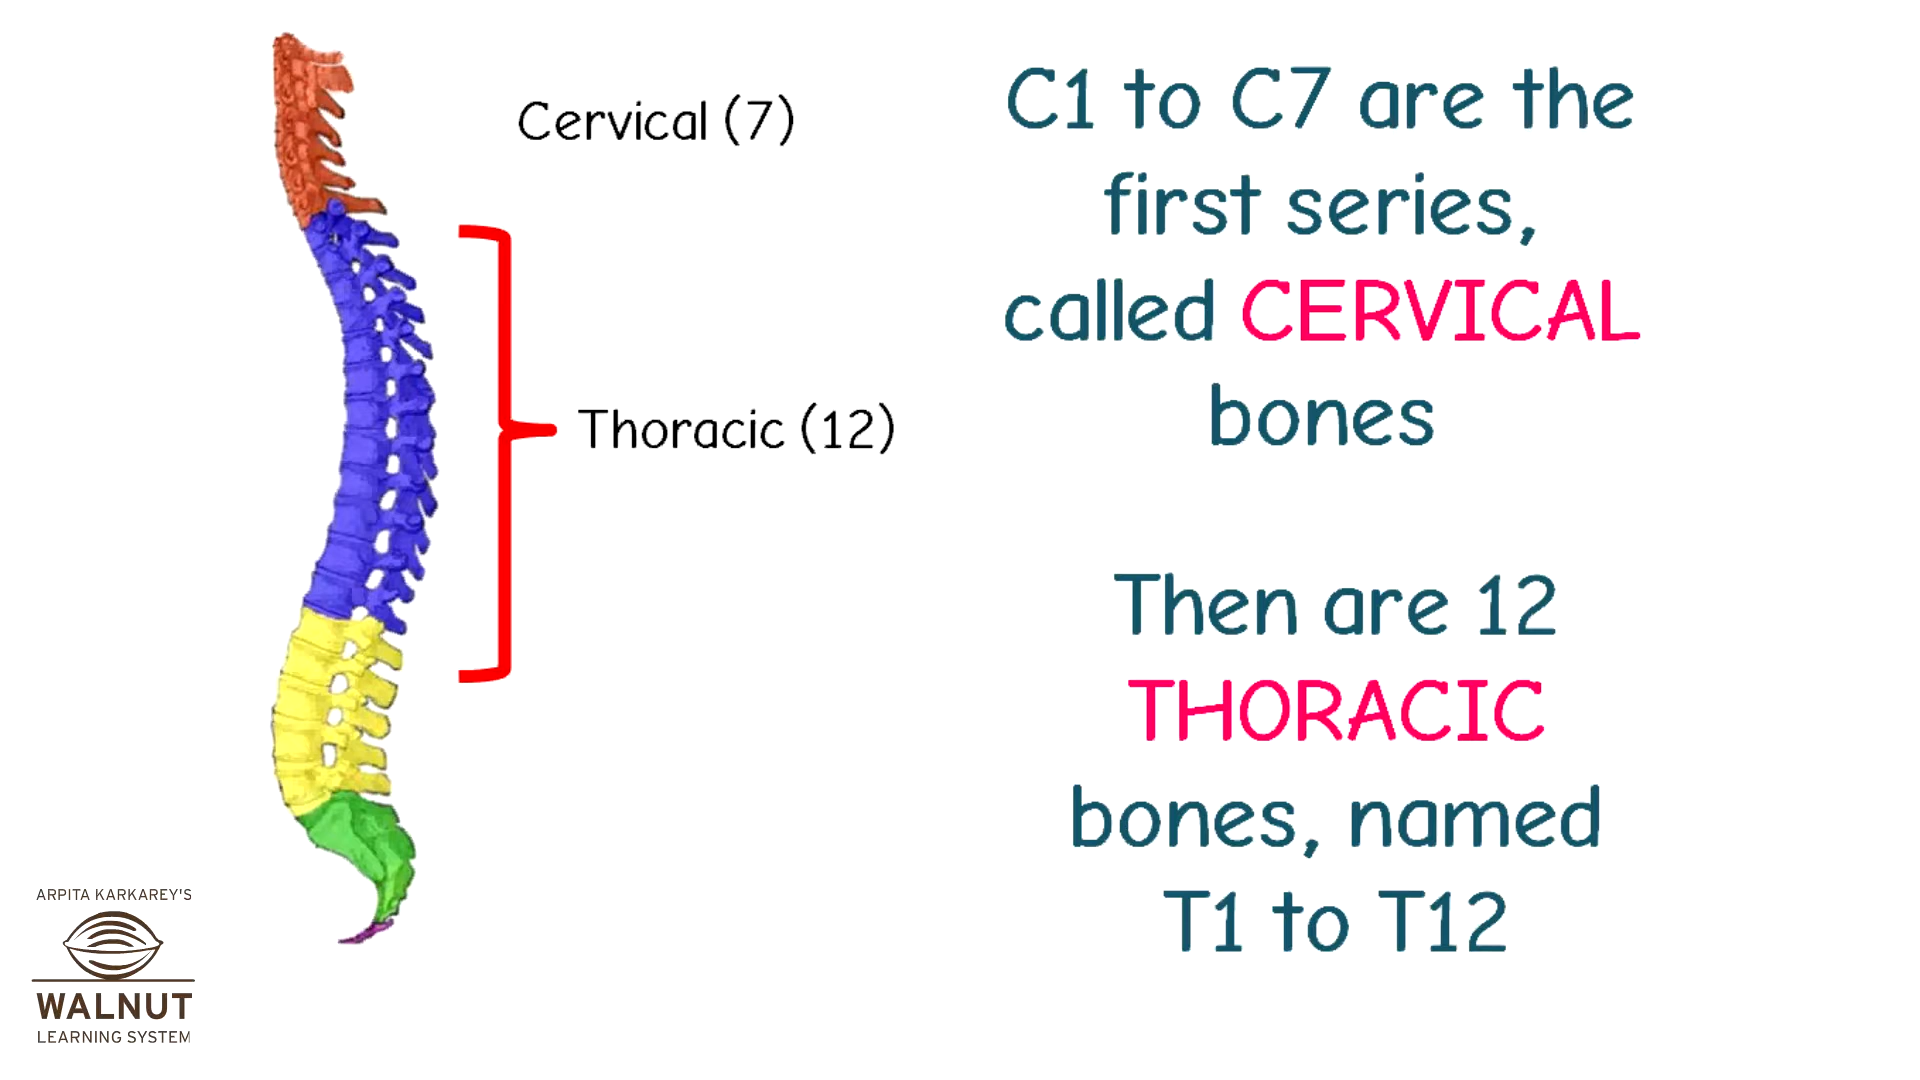 Cervical (7)
Thoracic (12)
C1 to C7 are the
first series,
called CERVICAL
bones
Then are 12
THORACIC
bones, named
T1 to T12
ARPITA KARKAREY'S
WALNUT
LEARNING SYSTEM